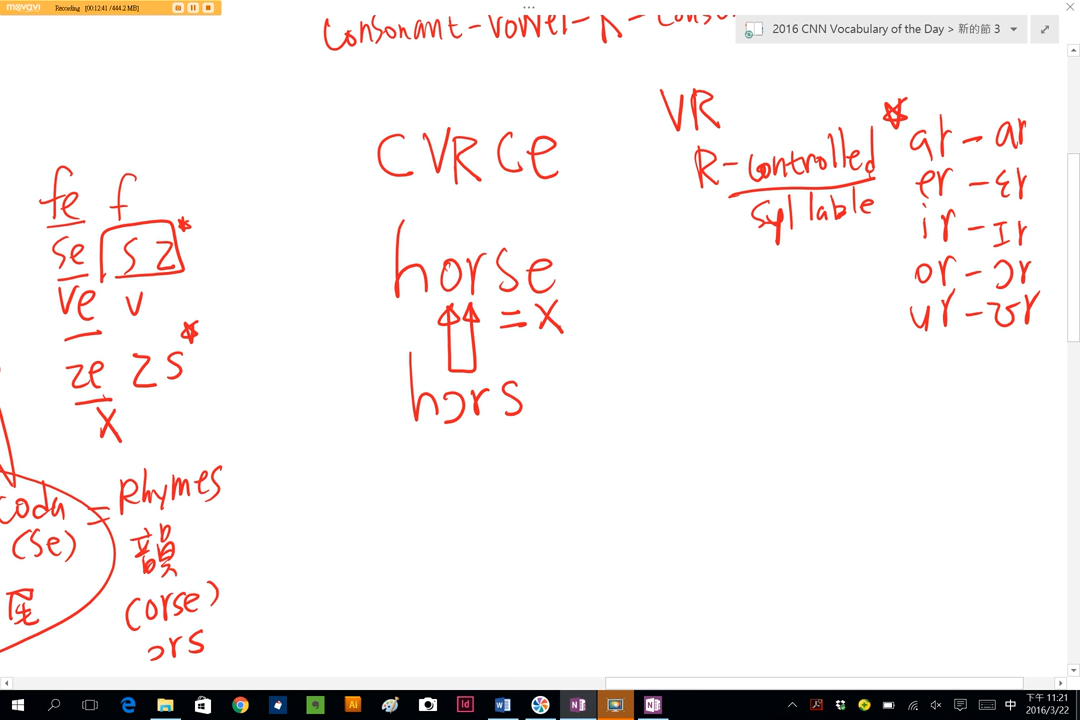 movavi Recording [00:12:41 / 444.2 MB]
2016 CNN Vocabulary of the Day > 新的節 3
Consonant-vowel-R-Conso
VR
R-controlled
syllable
ar - ar
er - ɛr
ir - Ir
or - ɔr
ur - ʊr
CVRCe
horse
= X
hɔrs
fe f
se s z *
ve v
ze z s
X
Coda
(se)
尾
= Rhymes
韻
(orse)
ɔrs
中
下午 11:21
2016/3/22